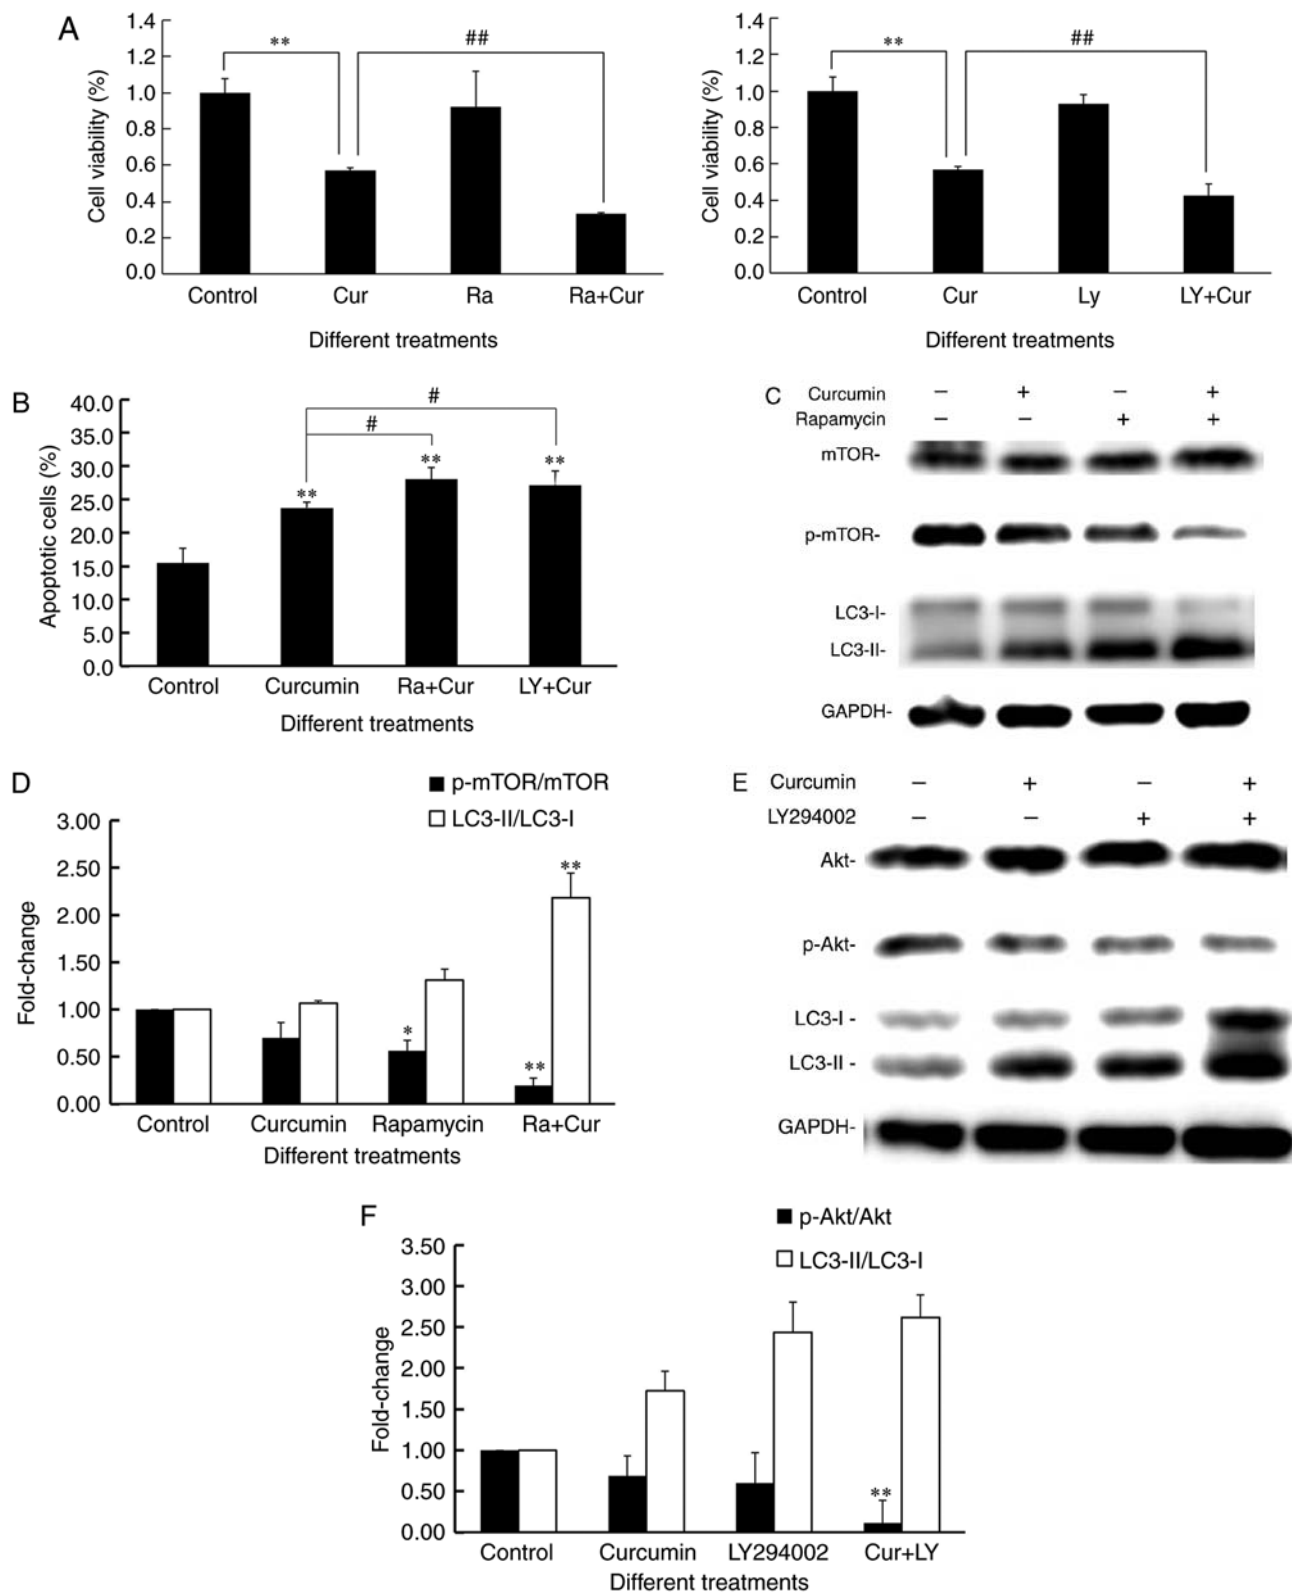 A
Cell viability (%)
1.4
1.2
1.0
0.8
0.6
0.4
0.2
0.0
**
##
Control Cur Ra Ra+Cur
Different treatments
Cell viability (%)
1.4
1.2
1.0
0.8
0.6
0.4
0.2
0.0
**
##
Control Cur Ly LY+Cur
Different treatments
B
Apoptotic cells (%)
40.0
35.0
30.0
25.0
20.0
15.0
10.0
5.0
0.0
#
#
** ** **
Control Curcumin Ra+Cur LY+Cur
Different treatments
C
Curcumin – + – +
Rapamycin – – + +
mTOR-
p-mTOR-
LC3-I-
LC3-II-
GAPDH-
D
p-mTOR/mTOR
LC3-II/LC3-I
Fold-change
3.00
2.50
2.00
1.50
1.00
0.50
0.00
**
*
**
Control Curcumin Rapamycin Ra+Cur
Different treatments
E
Curcumin – + – +
LY294002 – – + +
Akt-
p-Akt-
LC3-I -
LC3-II -
GAPDH-
F
p-Akt/Akt
LC3-II/LC3-I
Fold-change
3.50
3.00
2.50
2.00
1.50
1.00
0.50
0.00
**
Control Curcumin LY294002 Cur+LY
Different treatments